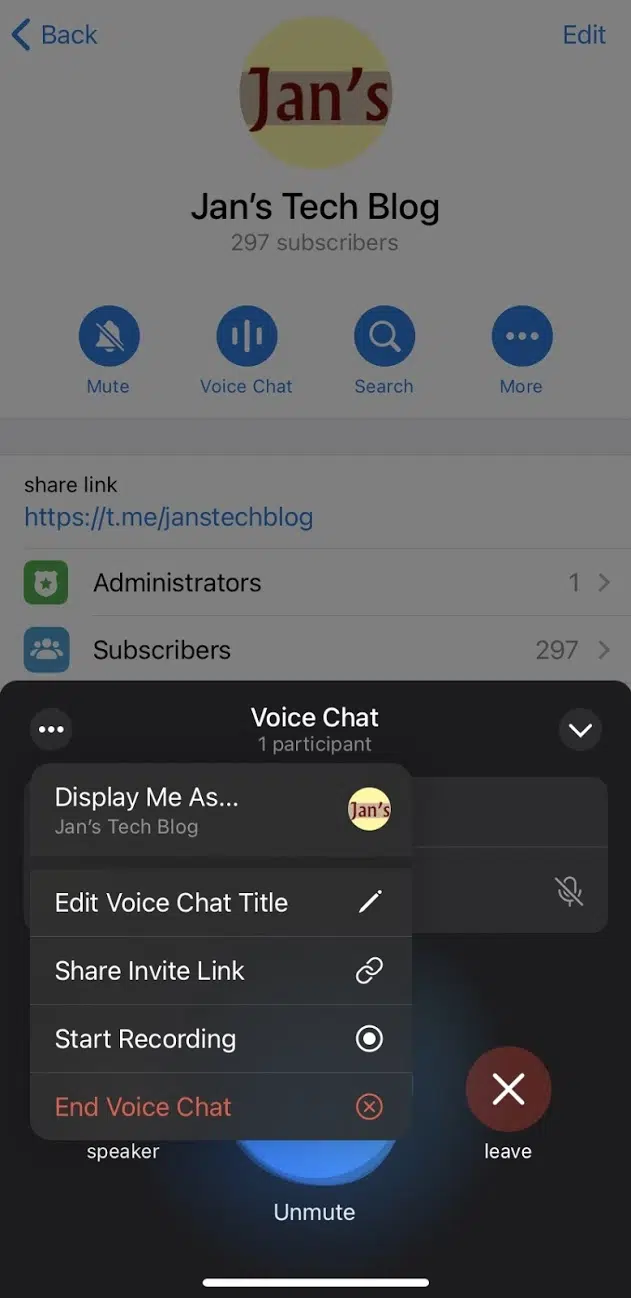 Back
Edit
Jan's
Jan's Tech Blog
297 subscribers
Mute
Voice Chat
Search
More
share link
https://t.me/janstechblog
Administrators
1
Subscribers
297
Voice Chat
1 participant
Display Me As...
Jan's Tech Blog
Jan's
Edit Voice Chat Title
Share Invite Link
Start Recording
End Voice Chat
speaker
leave
Unmute